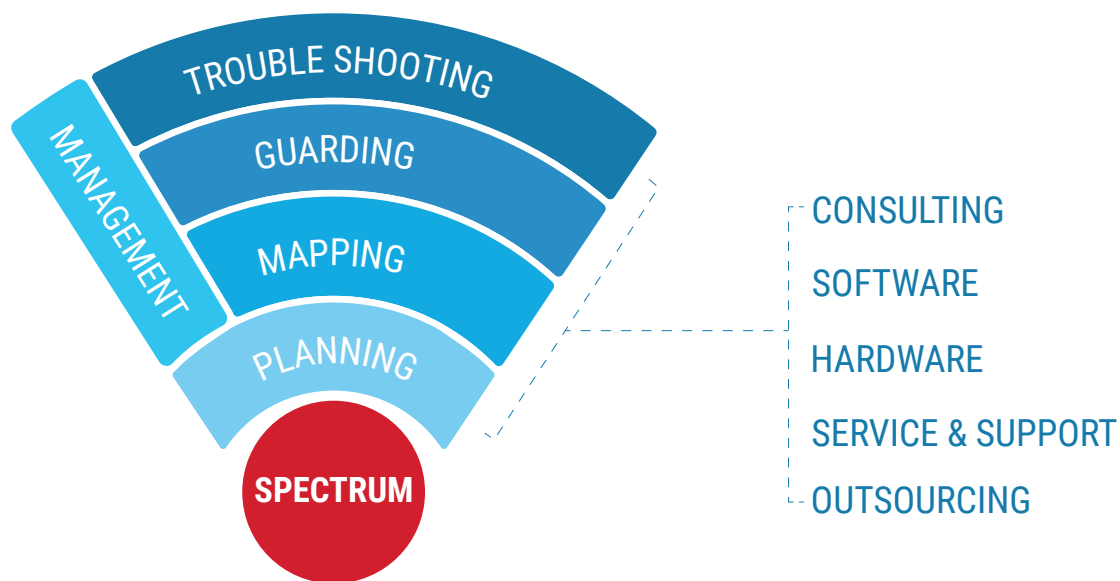 TROUBLE SHOOTING
GUARDING
MAPPING
PLANNING
MANAGEMENT
SPECTRUM
CONSULTING
SOFTWARE
HARDWARE
SERVICE & SUPPORT
OUTSOURCING